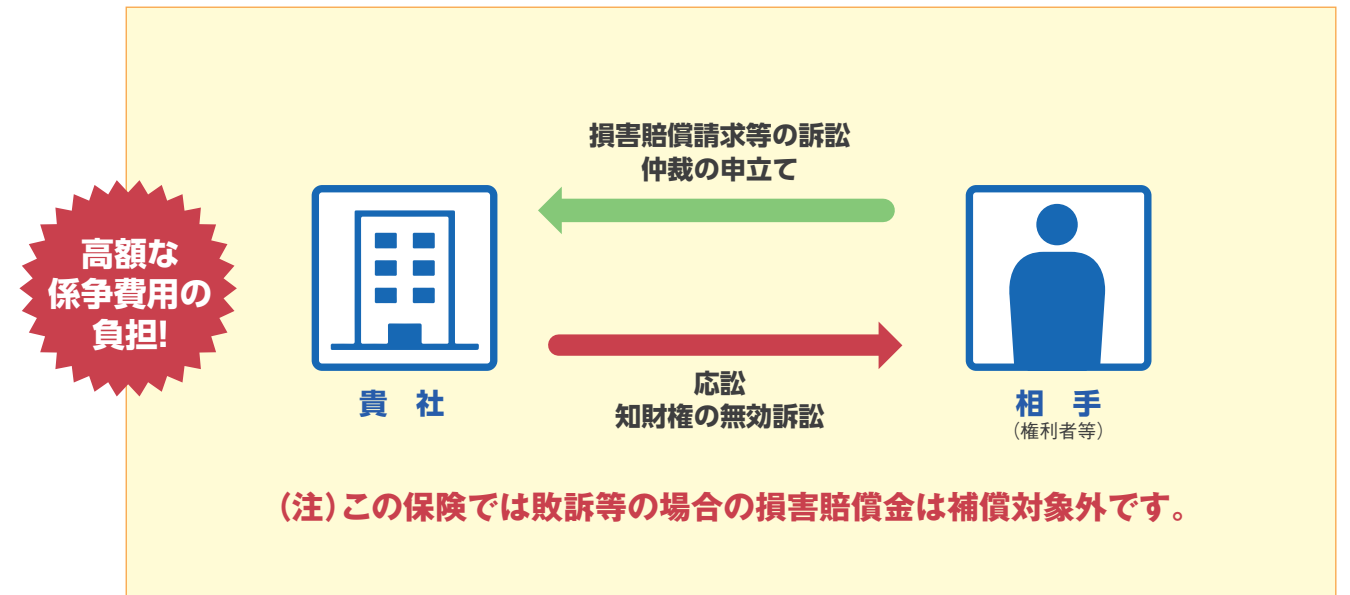 損害賠償請求等の訴訟
仲裁の申立て
高額な
係争費用の
負担!
貴 社
応訴
知財権の無効訴訟
相 手
（権利者等）
（注）この保険では敗訴等の場合の損害賠償金は補償対象外です。